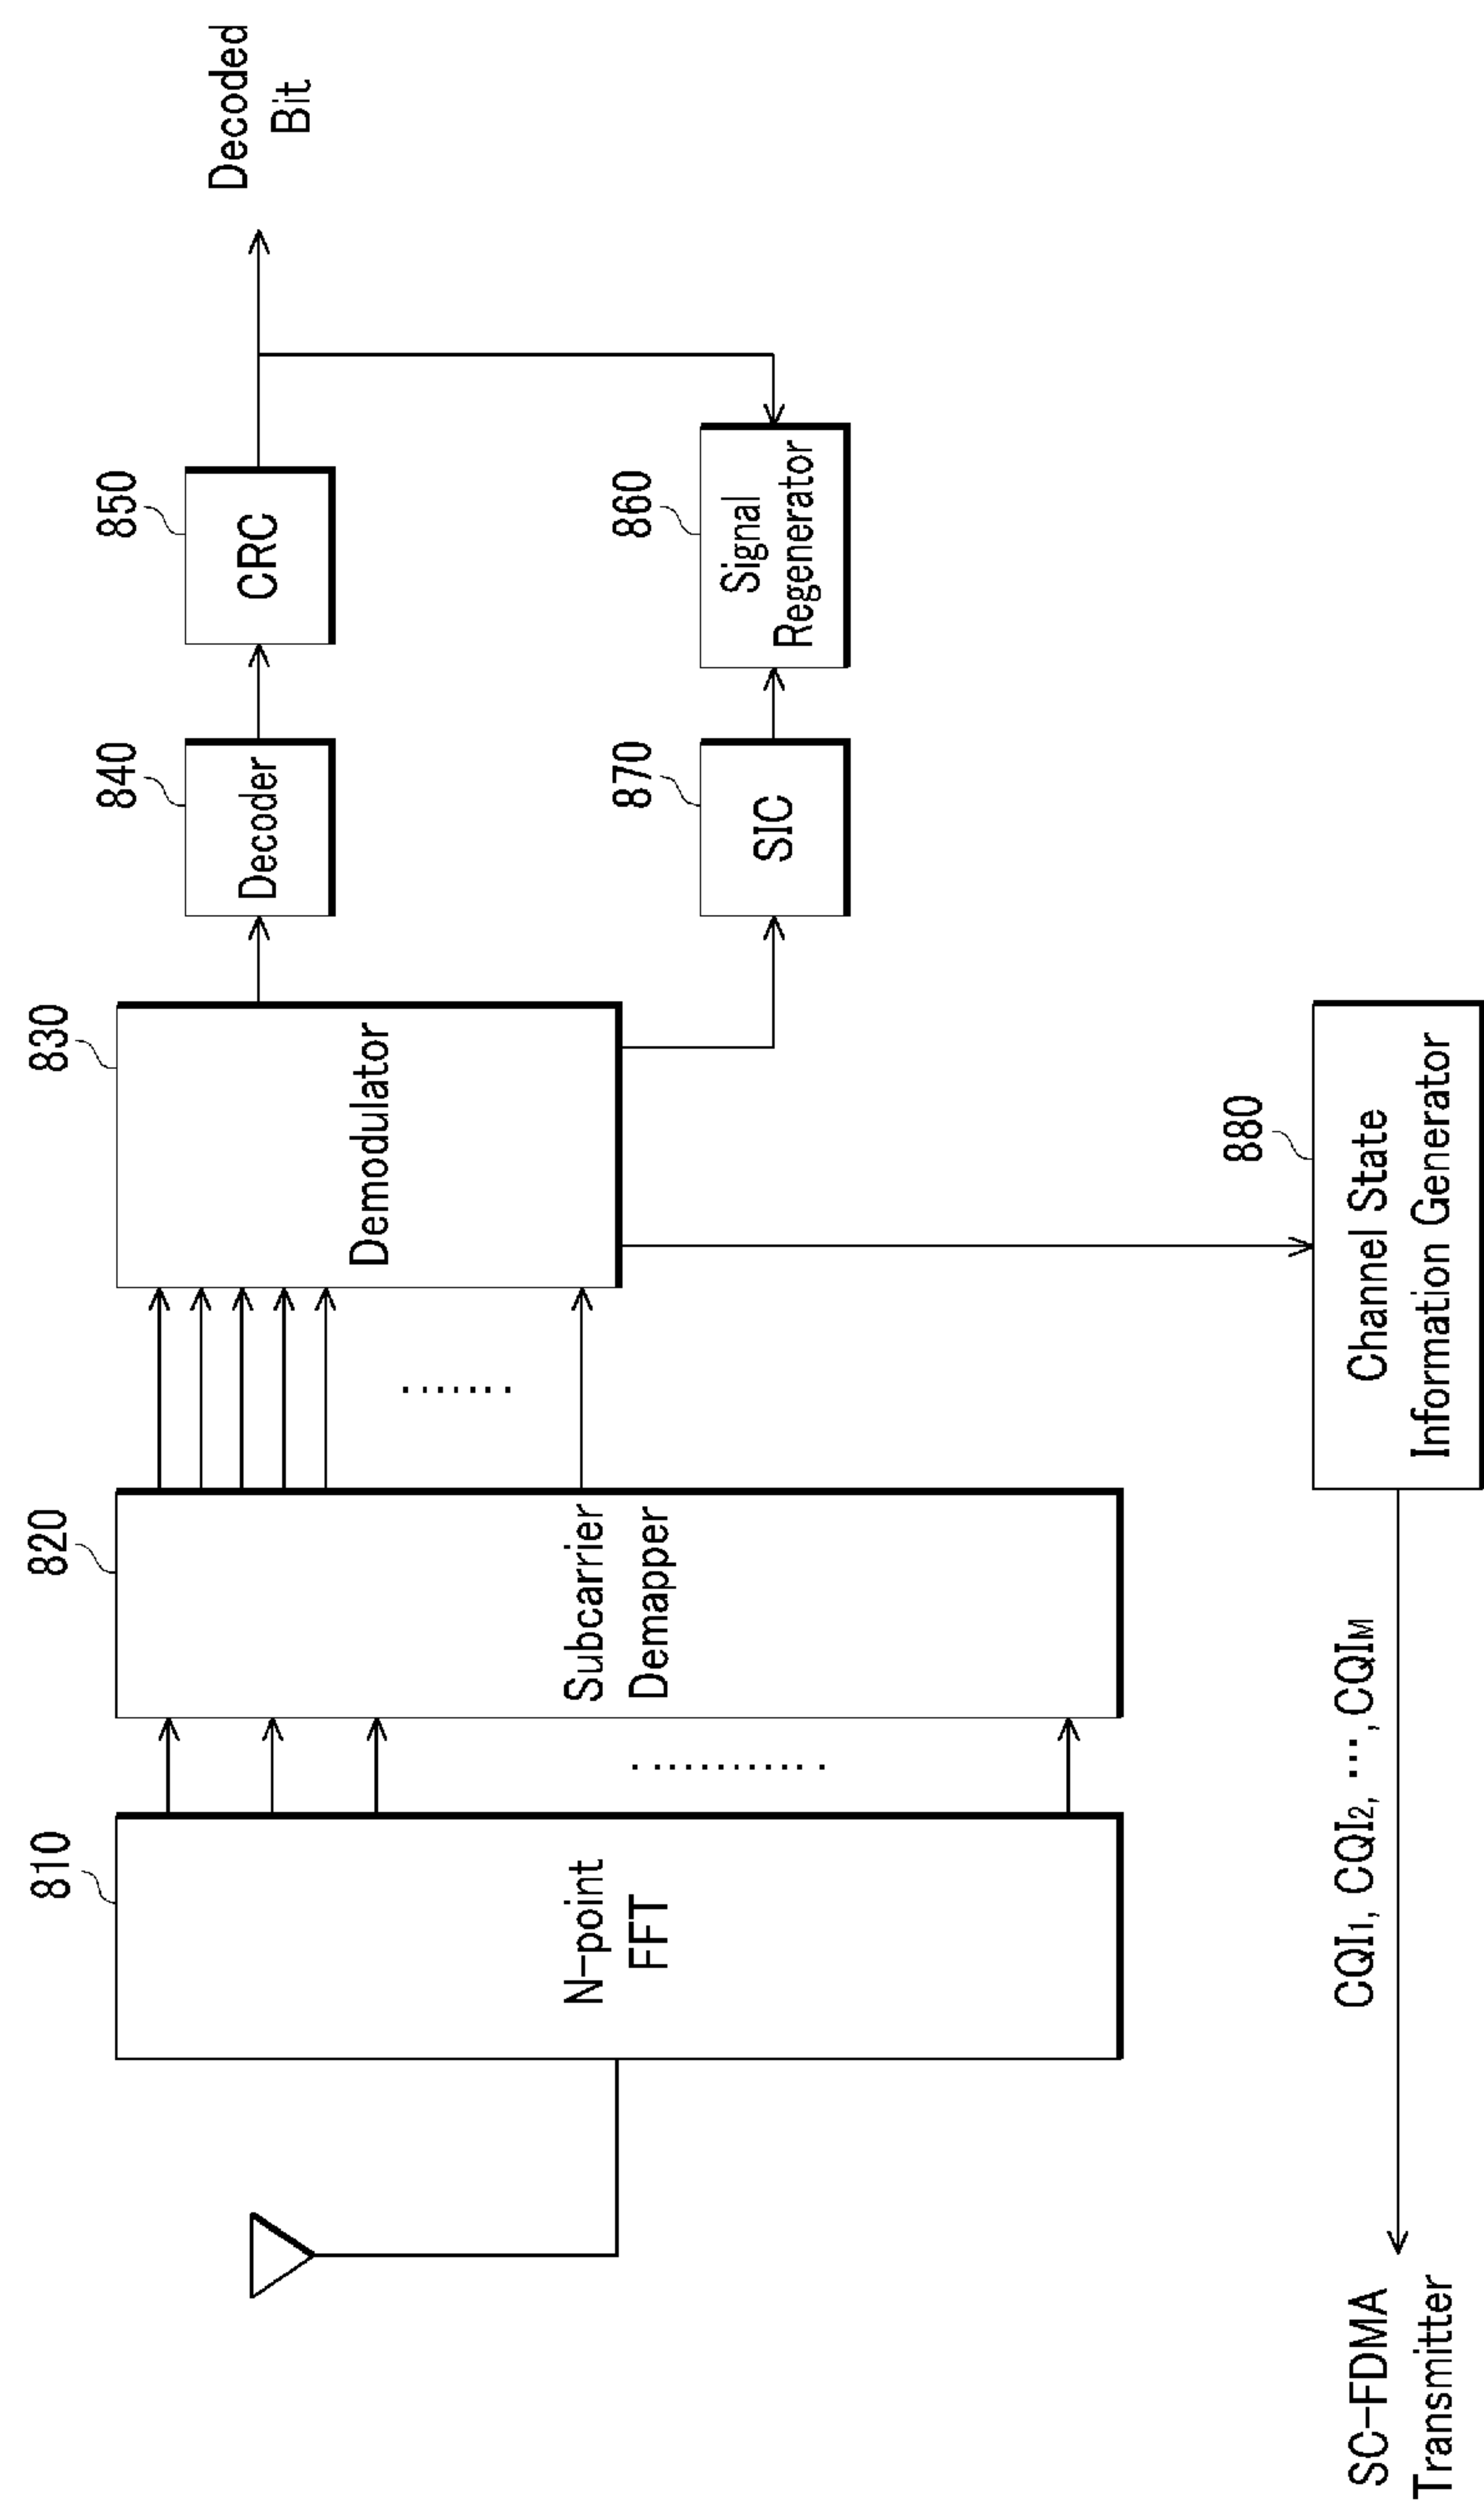 810
N-point
FFT
820
Subcarrier
Demapper
830
Demodulator
840
Decoder
850
CRC
Decoded
Bit
870
SIC
860
Signal
Regenerator
880
Channel State
Information Generator
CQI₁, CQI₂, ···, CQIM
SC-FDMA
Transmitter